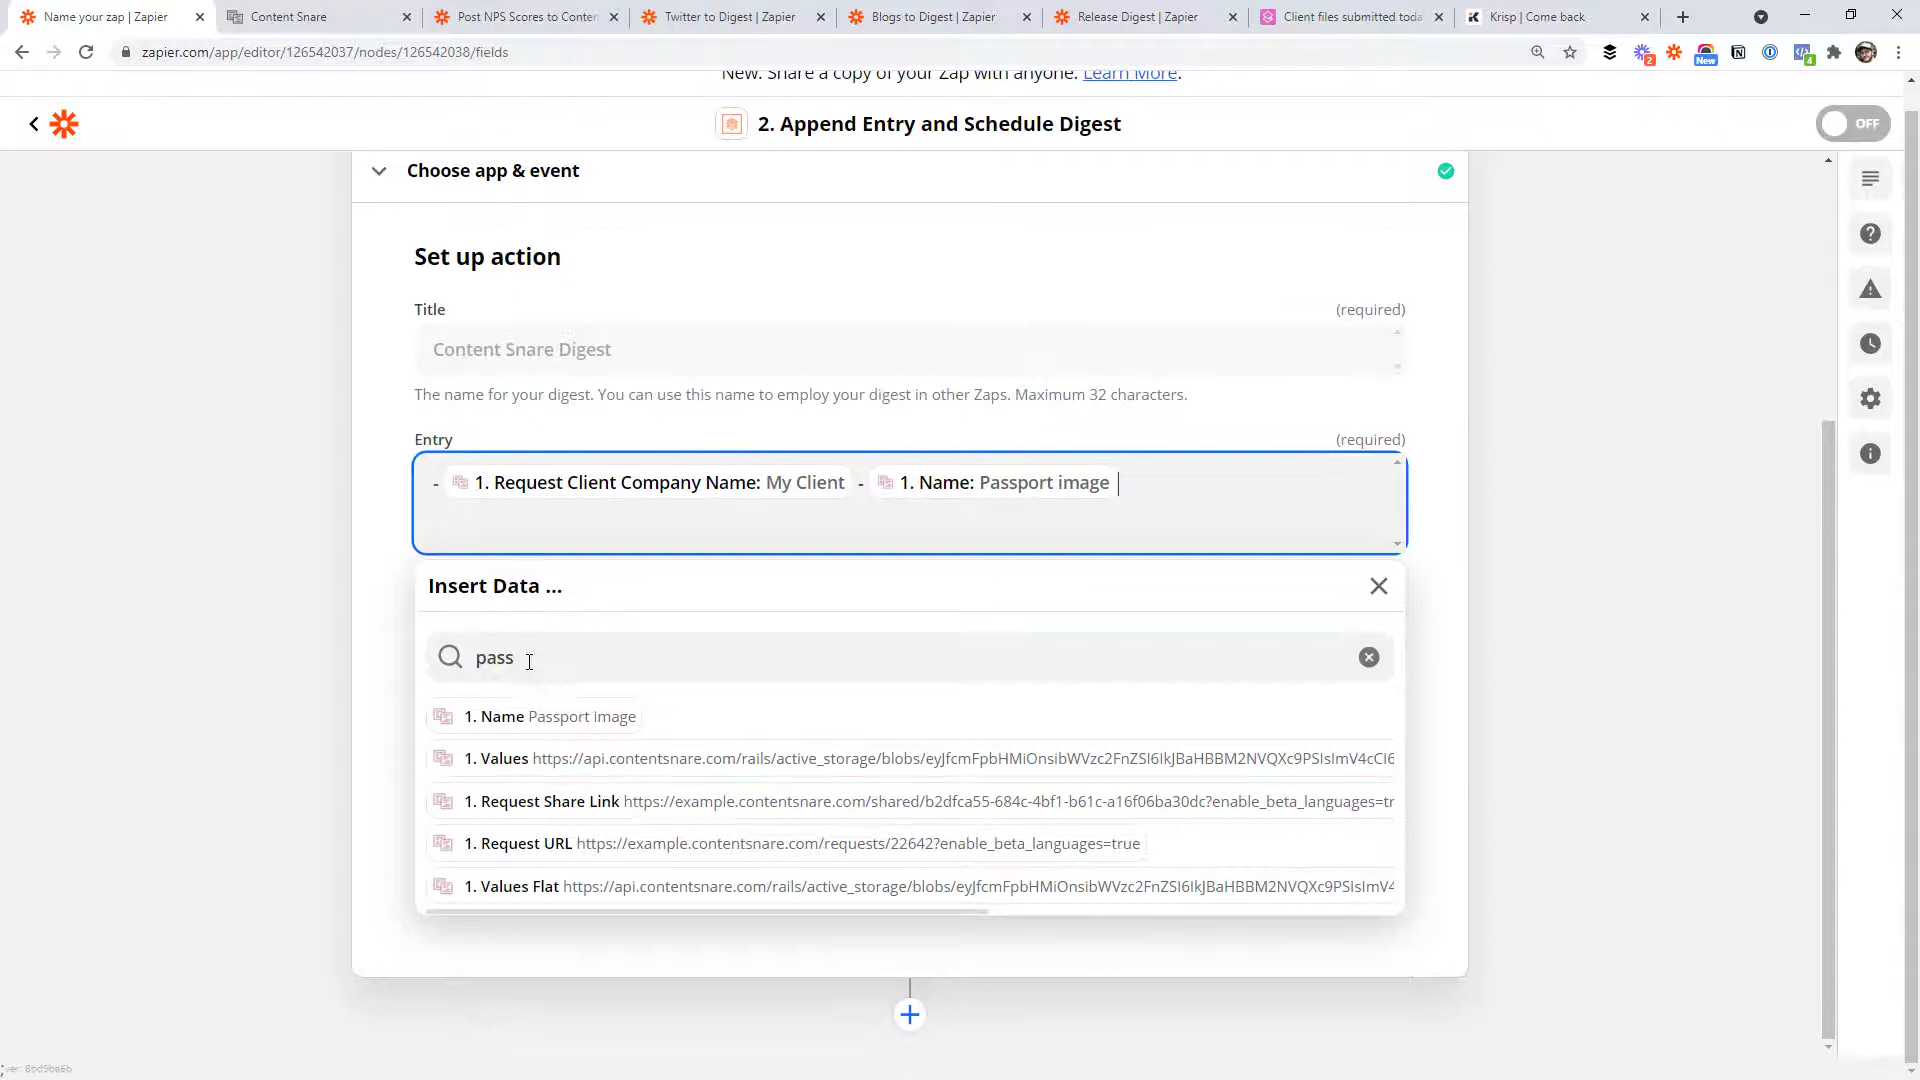 Name your zap | Zapier
Content Snare
Post NPS Scores to Conten
Twitter to Digest | Zapier
Blogs to Digest | Zapier
Release Digest | Zapier
Client files submitted toda
Krisp | Come back
zapier.com/app/editor/126542037/nodes/126542038/fields
2
New
4
New: Share a copy of your Zap with anyone. Learn More.
2. Append Entry and Schedule Digest
OFF
Choose app & event
Set up action
Title (required)
Content Snare Digest
The name for your digest. You can use this name to employ your digest in other Zaps. Maximum 32 characters.
Entry (required)
- 1. Request Client Company Name: My Client - 1. Name: Passport image
Insert Data ...
pass
1. Name Passport image
1. Values https://api.contentsnare.com/rails/active_storage/blobs/eyJfcmFpbHMiOnsibWVzc2FnZSI6IkJBaHBBM2NVQXc9PSIsImV4cCI6
1. Request Share Link https://example.contentsnare.com/shared/b2dfca55-684c-4bf1-b61c-a16f06ba30dc?enable_beta_languages=tr
1. Request URL https://example.contentsnare.com/requests/22642?enable_beta_languages=true
1. Values Flat https://api.contentsnare.com/rails/active_storage/blobs/eyJfcmFpbHMiOnsibWVzc2FnZSI6IkJBaHBBM2NVQXc9PSIsImV4
ver. 8bd9ba6b